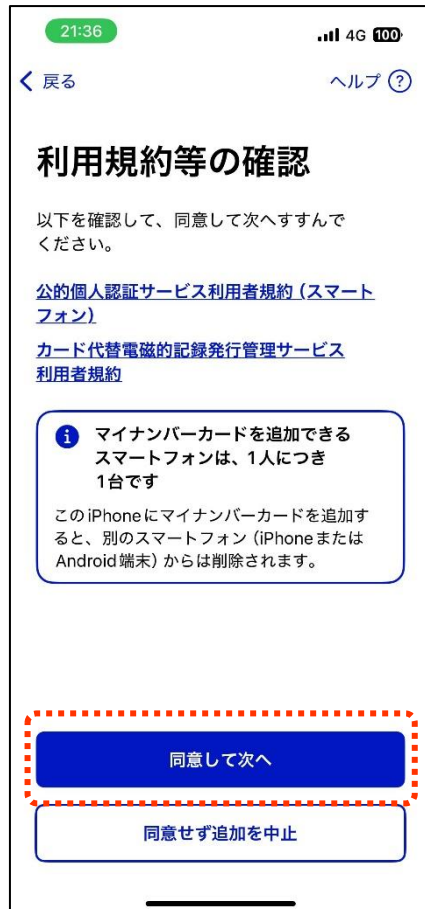 21:36
4G 100
戻る
ヘルプ ?
利用規約等の確認
以下を確認して、同意して次へすすんで
ください。
公的個人認証サービス利用者規約（スマート
フォン）
カード代替電磁的記録発行管理サービス
利用者規約
マイナンバーカードを追加できる
スマートフォンは、1人につき
1台です
このiPhoneにマイナンバーカードを追加す
ると、別のスマートフォン（iPhoneまたは
Android端末）からは削除されます。
同意して次へ
同意せず追加を中止